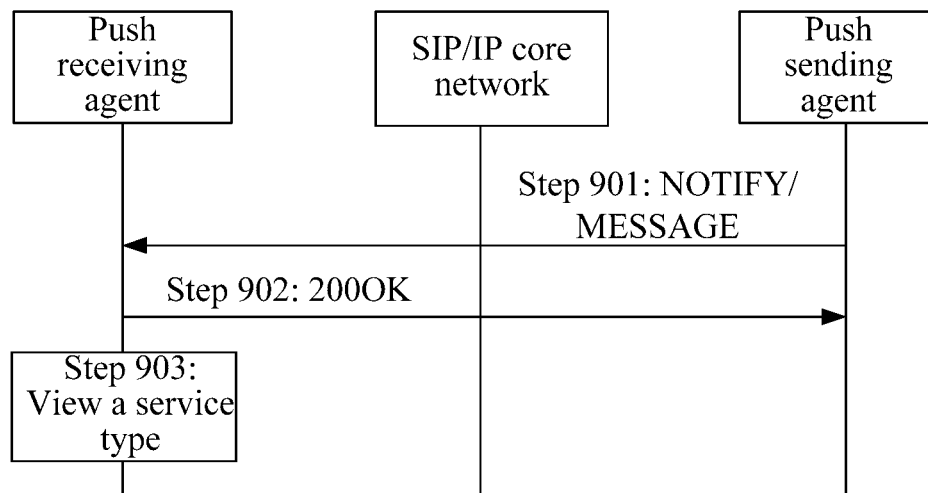 Push
receiving
agent
SIP/IP core
network
Push
sending
agent
Step 901: NOTIFY/
MESSAGE
Step 902: 200OK
Step 903:
View a service
type